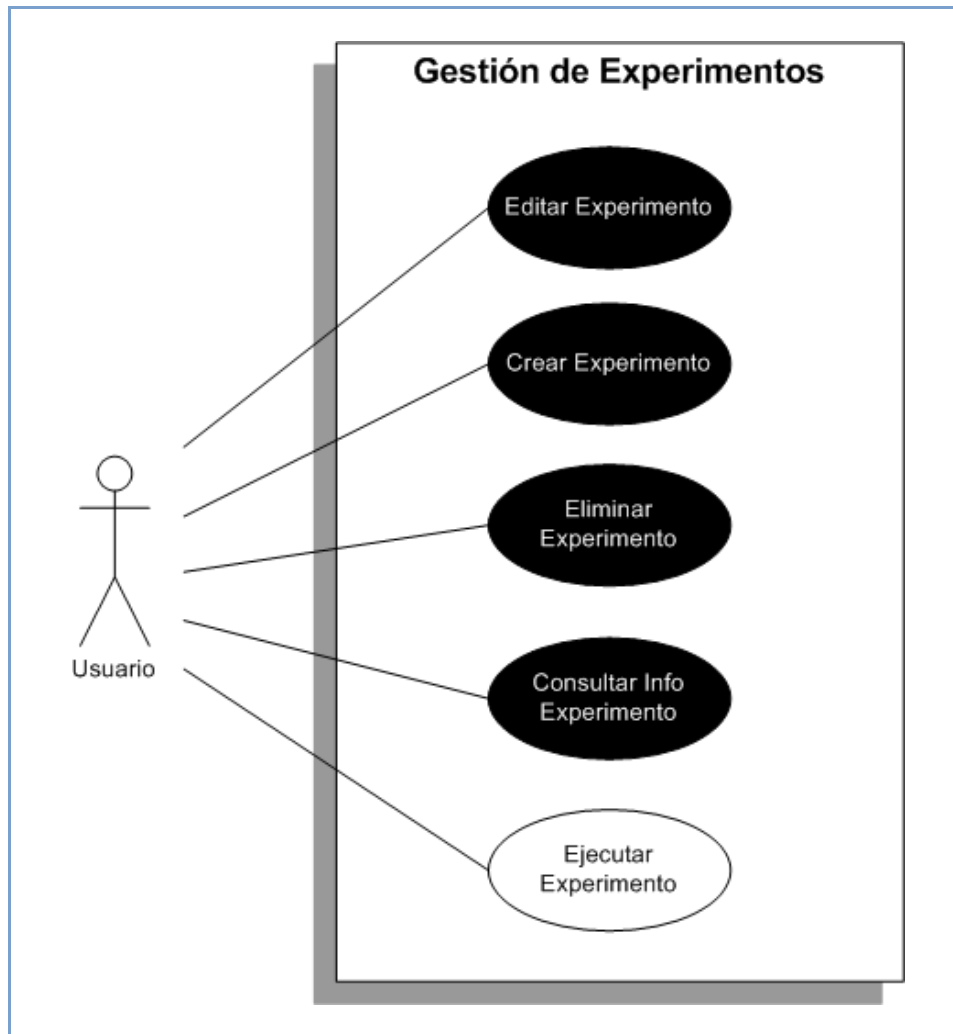 Gestión de Experimentos
Editar Experimento
Crear Experimento
Eliminar
Experimento
Consultar Info
Experimento
Ejecutar
Experimento
Usuario